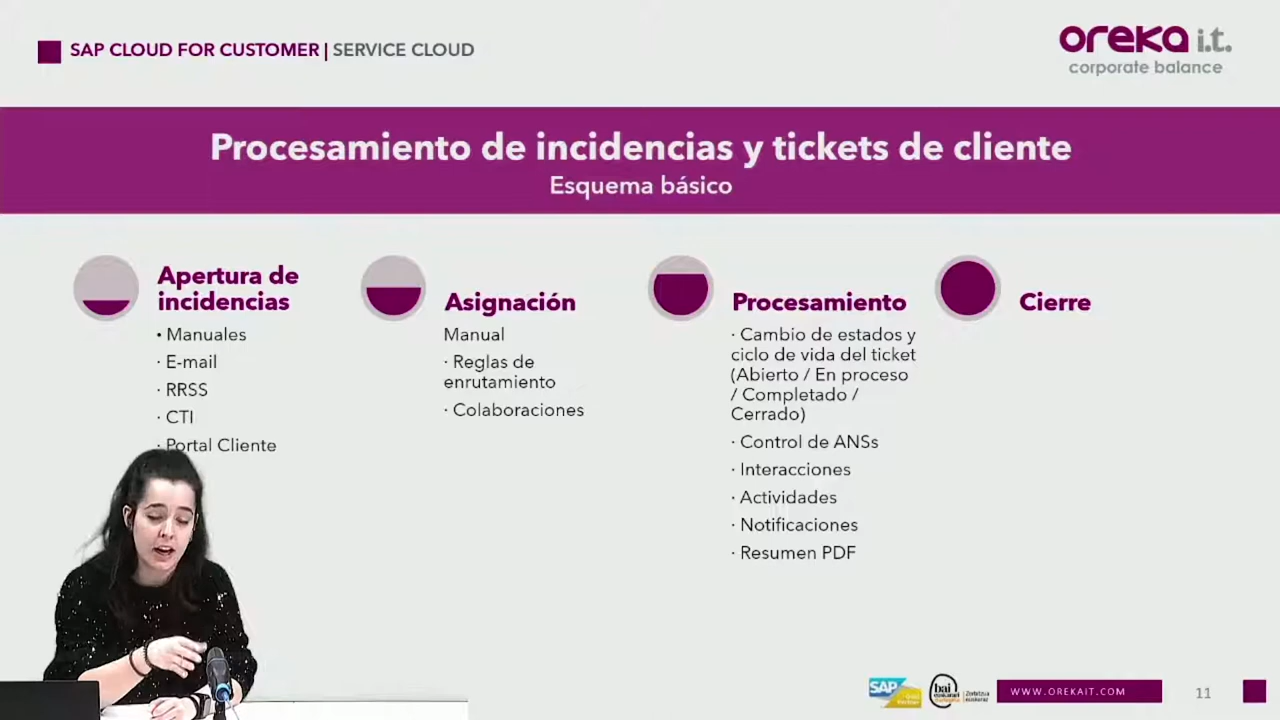 SAP CLOUD FOR CUSTOMER | SERVICE CLOUD
oreka i.t.
corporate balance
Procesamiento de incidencias y tickets de cliente
Esquema básico
Apertura de
incidencias
· Manuales
· E-mail
· RRSS
· CTI
· Portal Cliente
Asignación
Manual
· Reglas de
enrutamiento
· Colaboraciones
Procesamiento
· Cambio de estados y
ciclo de vida del ticket
(Abierto / En proceso
/ Completado /
Cerrado)
· Control de ANSs
· Interacciones
· Actividades
· Notificaciones
· Resumen PDF
Cierre
SAP
bai
euskarari
WWW.OREKAIT.COM
11